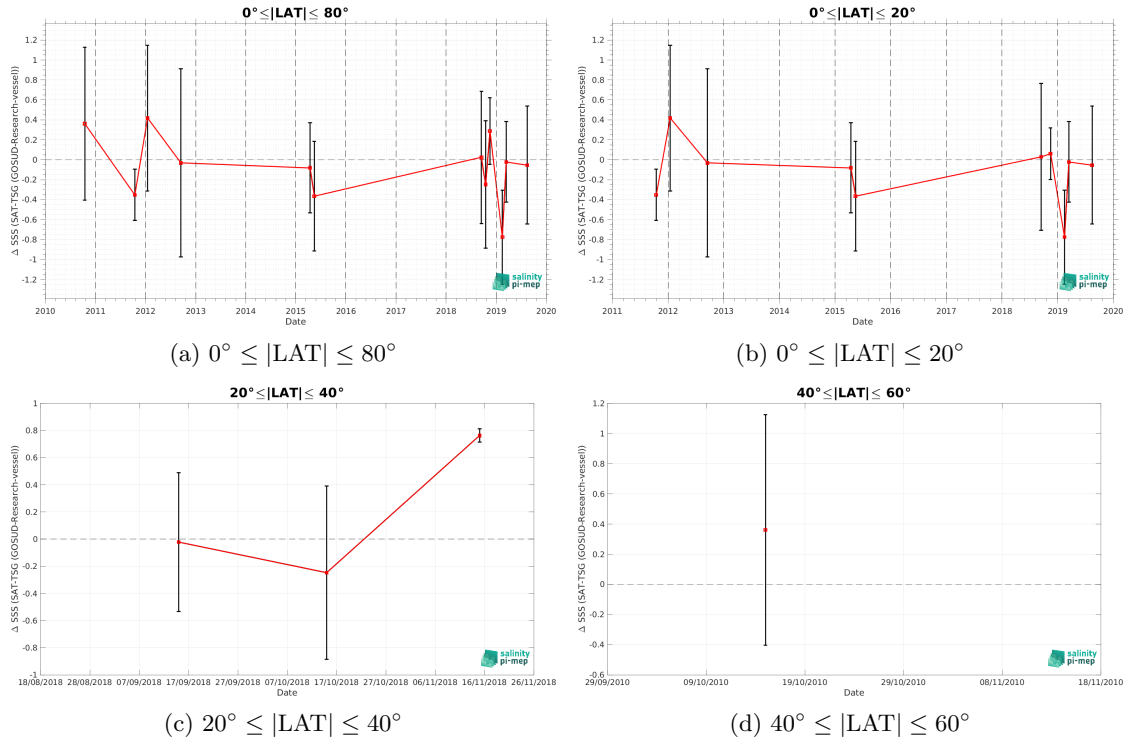 0°≤|LAT|≤ 80°
Δ SSS (SAT-TSG (GOSUD-Research-vessel))
1.2
1
0.8
0.6
0.4
0.2
0
-0.2
-0.4
-0.6
-0.8
-1
-1.2
2010 2011 2012 2013 2014 2015 2016 2017 2018 2019 2020
Date
salinity
pi-mep
(a) 0° ≤ |LAT| ≤ 80°
0°≤|LAT|≤ 20°
Δ SSS (SAT-TSG (GOSUD-Research-vessel))
1.2
1
0.8
0.6
0.4
0.2
0
-0.2
-0.4
-0.6
-0.8
-1
-1.2
2011 2012 2013 2014 2015 2016 2017 2018 2019 2020
Date
salinity
pi-mep
(b) 0° ≤ |LAT| ≤ 20°
20°≤|LAT|≤ 40°
Δ SSS (SAT-TSG (GOSUD-Research-vessel))
1
0.8
0.6
0.4
0.2
0
-0.2
-0.4
-0.6
-0.8
-1
18/08/2018 28/08/2018 07/09/2018 17/09/2018 27/09/2018 07/10/2018 17/10/2018 27/10/2018 06/11/2018 16/11/2018 26/11/2018
Date
salinity
pi-mep
(c) 20° ≤ |LAT| ≤ 40°
40°≤|LAT|≤ 60°
Δ SSS (SAT-TSG (GOSUD-Research-vessel))
1.2
1
0.8
0.6
0.4
0.2
0
-0.2
-0.4
-0.6
29/09/2010 09/10/2010 19/10/2010 29/10/2010 08/11/2010 18/11/2010
Date
salinity
pi-mep
(d) 40° ≤ |LAT| ≤ 60°